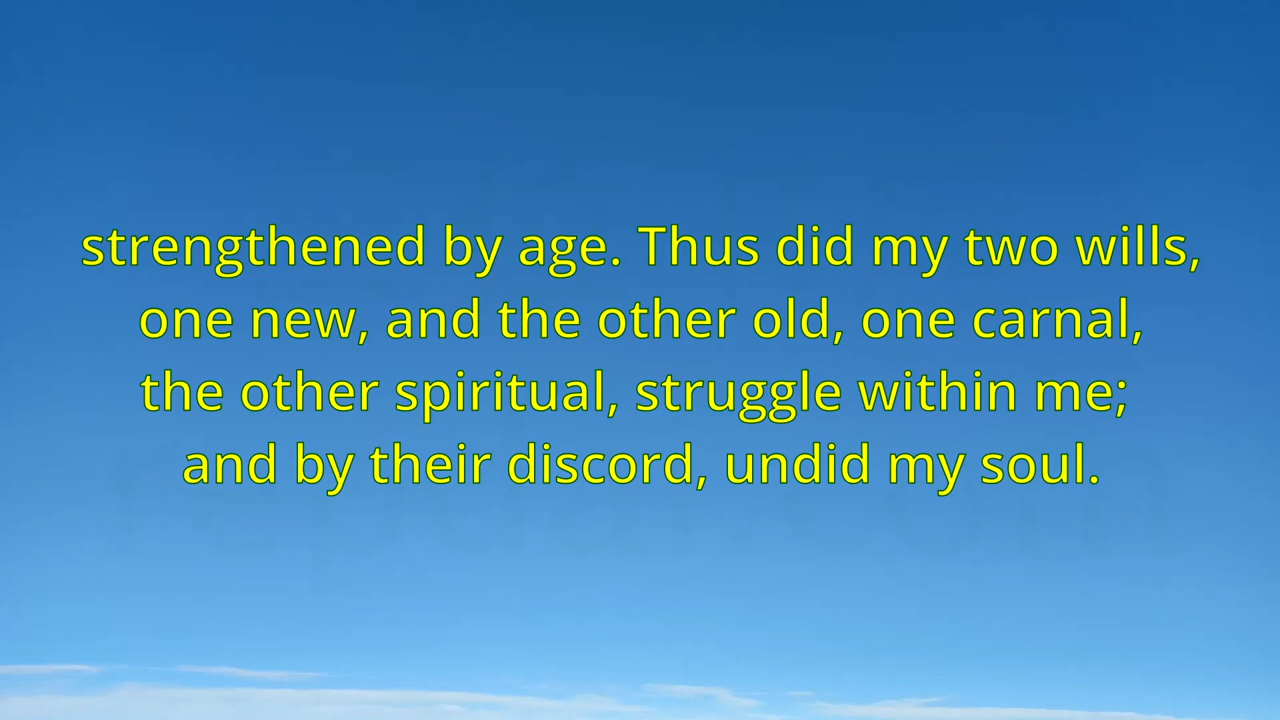 strengthened by age. Thus did my two wills,
one new, and the other old, one carnal,
the other spiritual, struggle within me;
and by their discord, undid my soul.